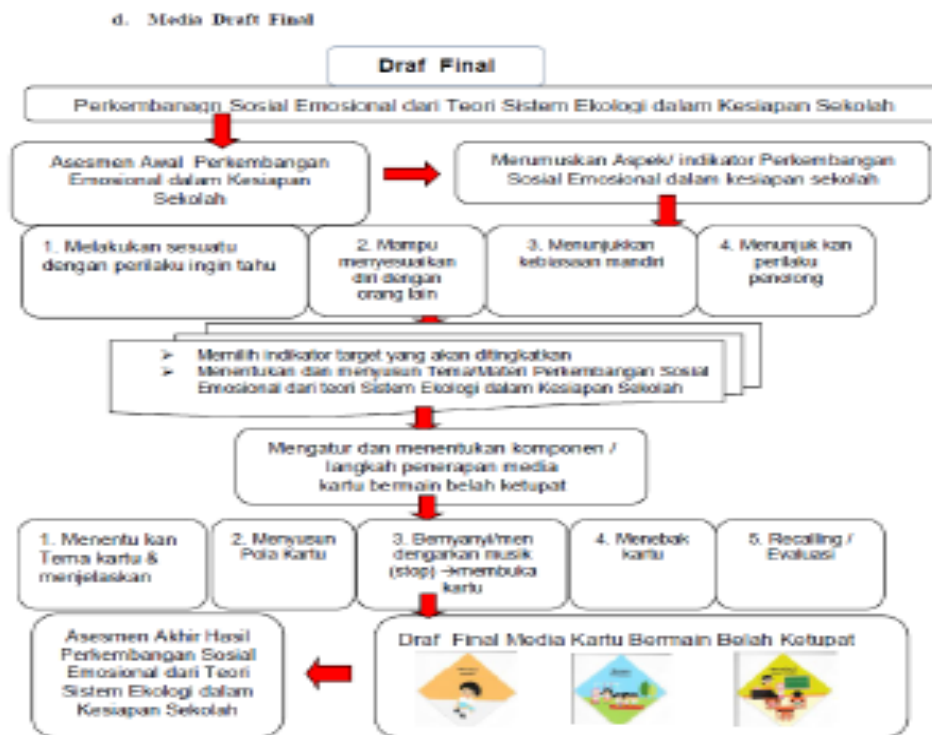 d. Media Draft Final
Draf Final
Perkembanagn Sosial Emosional dari Teori Sistem Ekologi dalam Kesiapan Sekolah
Asesmen Awal Perkembangan
Emosional dalam Kesiapan
Sekolah
Merumuskan Aspek/ indikator Perkembangan
Sosial Emosional dalam kesiapan sekolah
1. Melakukan sesuatu
dengan perilaku ingin tahu
2. Mampu
menyesuaikan
diri dengan
orang lain
3. Menunjukkan
kebiasaan mandiri
4. Menunjuk kan
perilaku
penolong
➢ Memilih indikator target yang akan ditingkatkan
➢ Menentukan dan menyusun Tema/Materi Perkembangan Sosial
Emosional dari teori Sistem Ekologi dalam Kesiapan Sekolah
Mengatur dan menentukan komponen /
langkah penerapan media
kartu bermain belah ketupat
1. Menentu kan
Tema kartu &
menjelaskan
2. Menyusun
Pola Kartu
3. Bernyanyi/men
dengarkan musik
(stop) →membuka
kartu
4. Menebak
kartu
5. Recalling /
Evaluasi
Asesmen Akhir Hasil
Perkembangan Sosial
Emosional dari Teori
Sistem Ekologi dalam
Kesiapan Sekolah
Draf Final Media Kartu Bermain Belah Ketupat